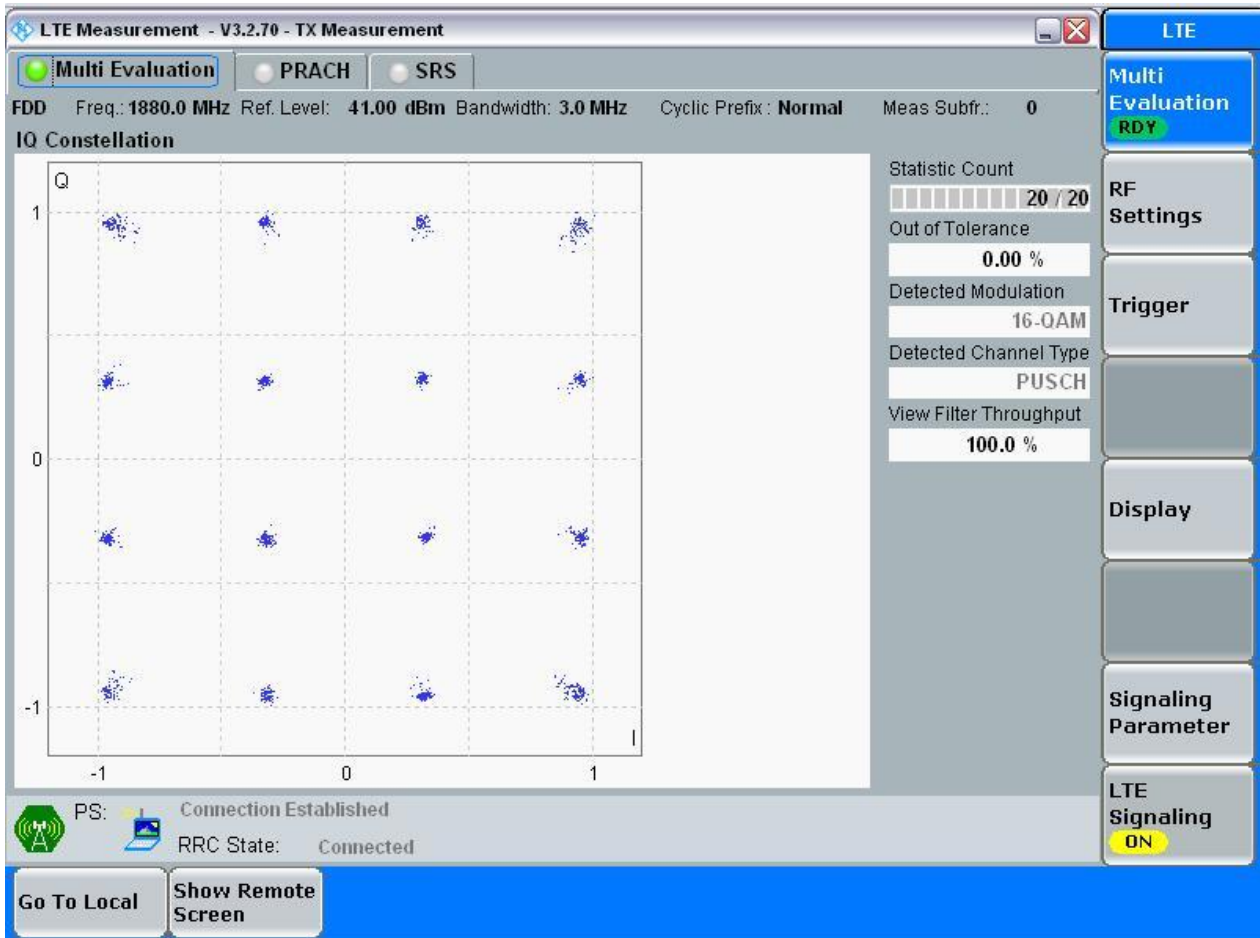 LTE Measurement - V3.2.70 - TX Measurement
LTE
Multi Evaluation PRACH SRS
FDD Freq.: 1880.0 MHz Ref. Level: 41.00 dBm Bandwidth: 3.0 MHz Cyclic Prefix : Normal Meas Subfr.: 0
IQ Constellation
Q
1
0
-1
-1 0 1
I
Statistic Count
20 / 20
Out of Tolerance
0.00 %
Detected Modulation
16-QAM
Detected Channel Type
PUSCH
View Filter Throughput
100.0 %
Multi
Evaluation
RDY
RF
Settings
Trigger
Display
Signaling
Parameter
LTE
Signaling
ON
PS: Connection Established
RRC State: Connected
Go To Local
Show Remote
Screen